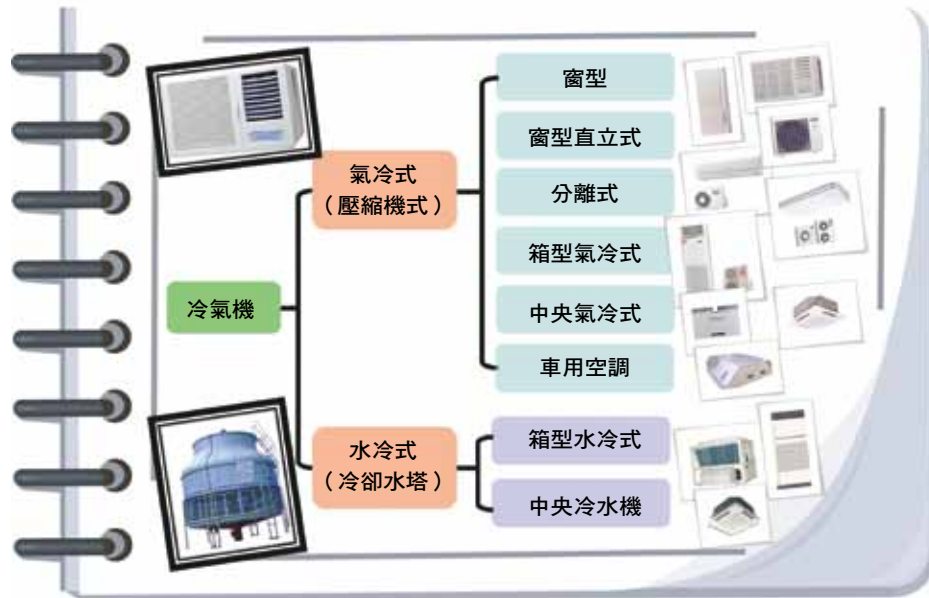 窗型
窗型直立式
氣冷式
(壓縮機式)
分離式
箱型氣冷式
冷氣機
中央氣冷式
車用空調
水冷式
(冷卻水塔)
箱型水冷式
中央冷水機